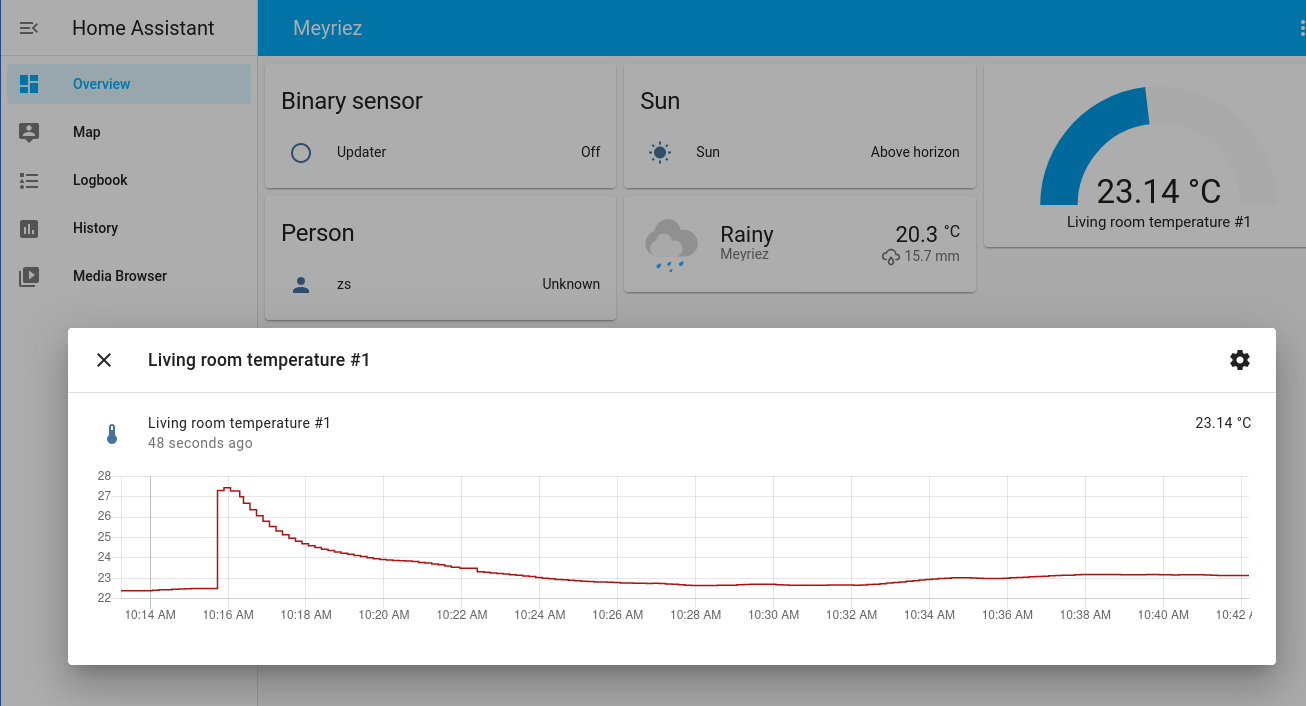 Home Assistant
Meyriez
Overview
Map
Logbook
History
Media Browser
Binary sensor
Updater Off
Sun
Sun Above horizon
23.14 °C
Living room temperature #1
Person
zs Unknown
Rainy 20.3 °C
Meyriez 15.7 mm
Living room temperature #1
Living room temperature #1 23.14 °C
48 seconds ago
28
27
26
25
24
23
22
10:14 AM 10:16 AM 10:18 AM 10:20 AM 10:22 AM 10:24 AM 10:26 AM 10:28 AM 10:30 AM 10:32 AM 10:34 AM 10:36 AM 10:38 AM 10:40 AM 10:42